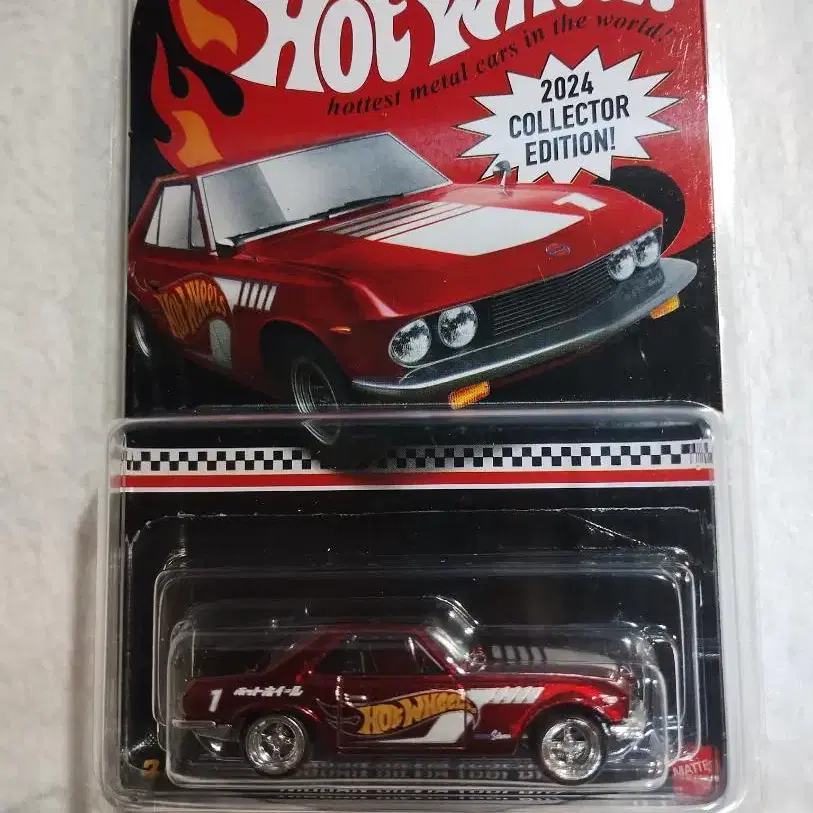 HOT WHEELS
hottest metal cars in the world!
2024
COLLECTOR
EDITION!
1
HOT WHEELS
1
ホットホイール
HOT WHEELS
MATTEL